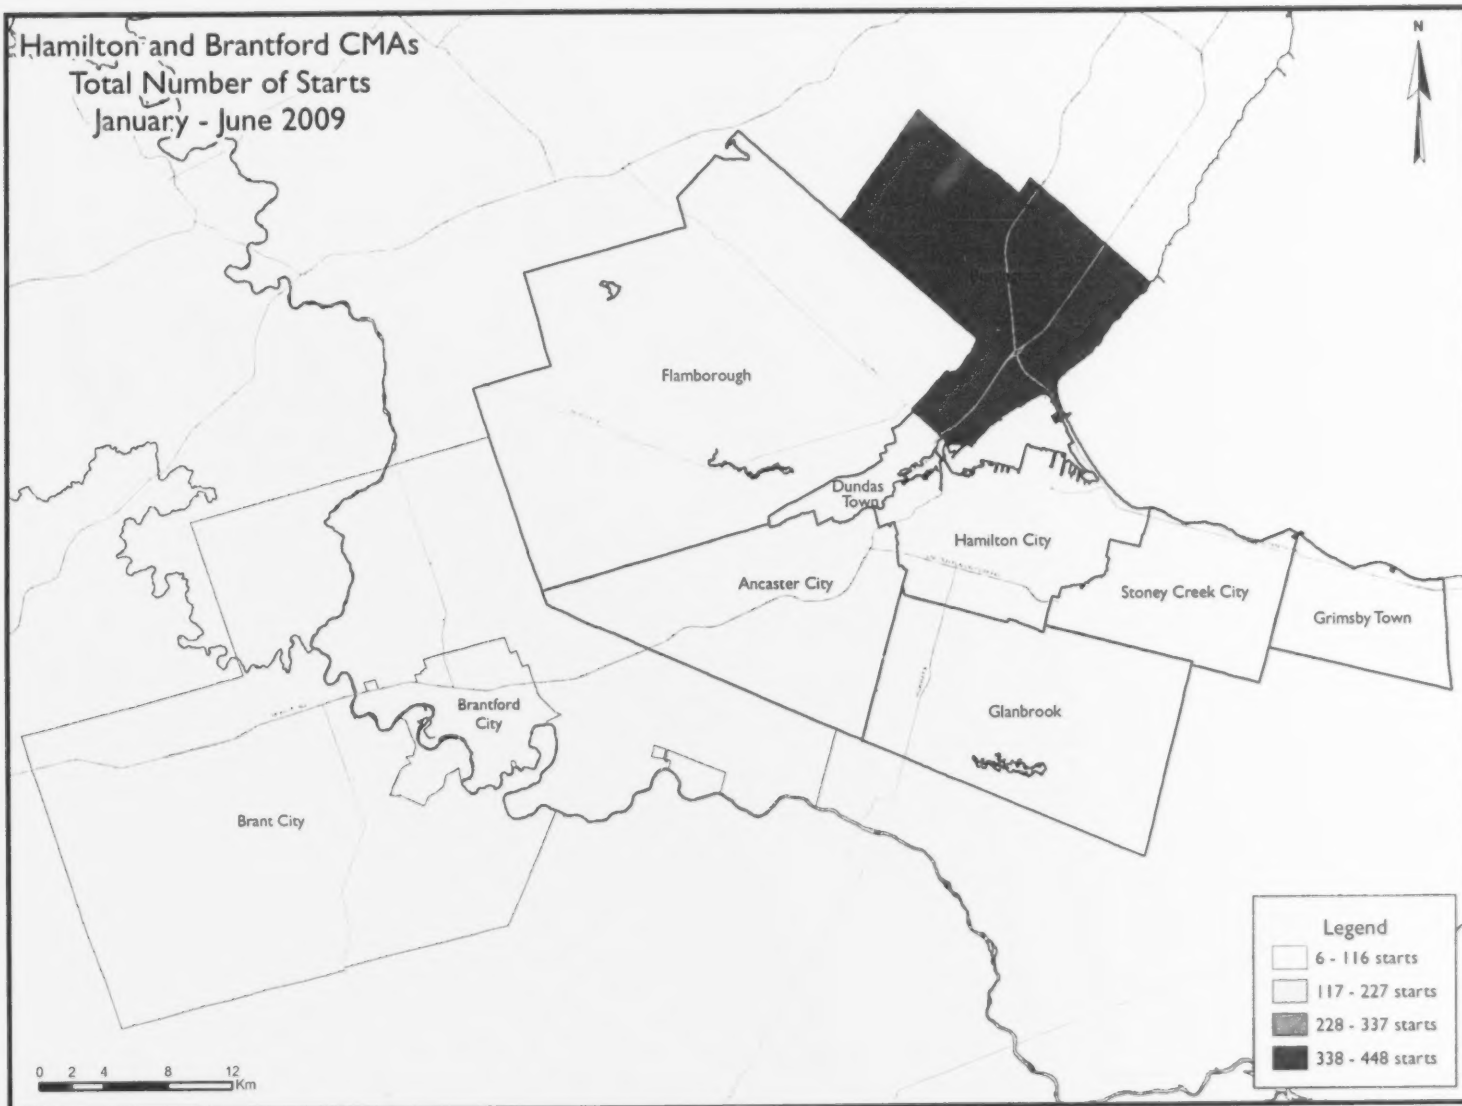 Hamilton and Brantford CMAs
Total Number of Starts
January - June 2009
N
Flamborough
Dundas
Town
Hamilton City
Ancaster City
Stoney Creek City
Grimsby Town
Brantford
City
Glanbrook
Brant City
Legend
6 - 116 starts
117 - 227 starts
228 - 337 starts
338 - 448 starts
0 2 4 8 12
Km